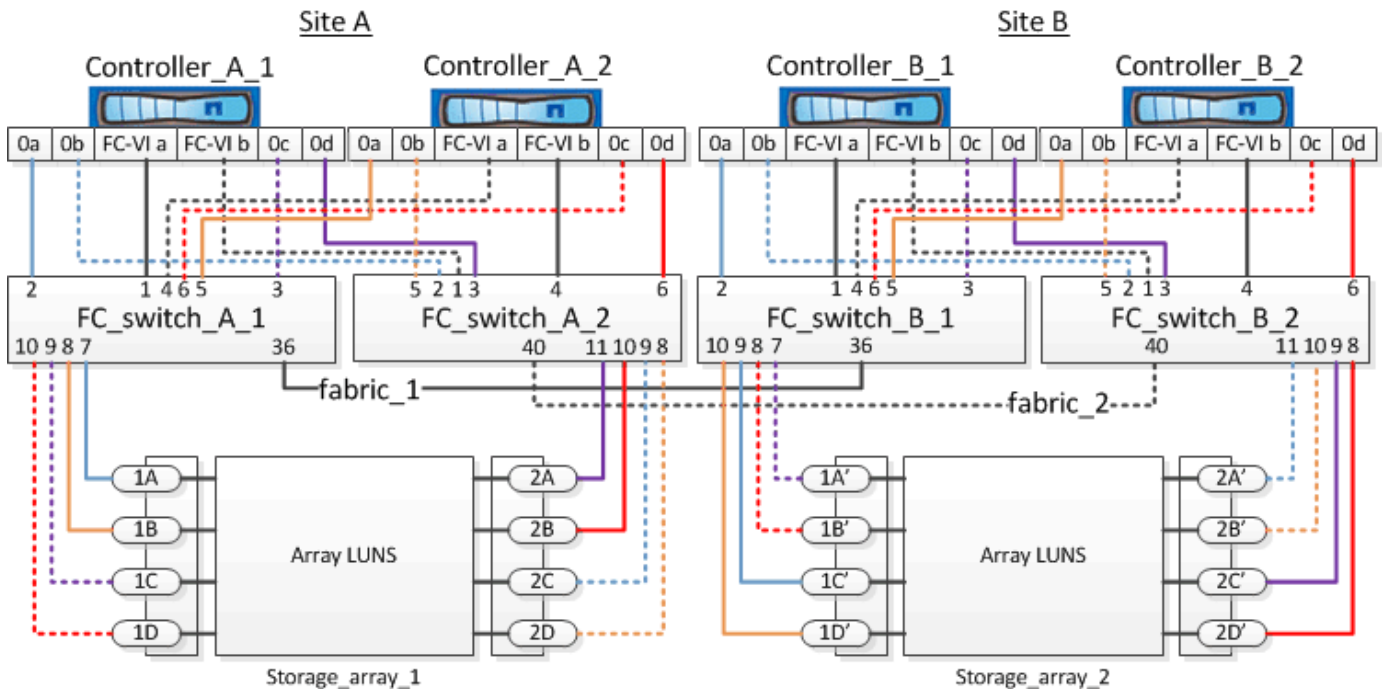 Site A Site B
Controller_A_1 Controller_A_2 Controller_B_1 Controller_B_2
0a 0b FC-VI a FC-VI b 0c 0d 0a 0b FC-VI a FC-VI b 0c 0d 0a 0b FC-VI a FC-VI b 0c 0d 0a 0b FC-VI a FC-VI b 0c 0d
2 1 4 6 5 3 5 2 1 3 4 6 2 1 4 6 5 3 5 2 1 3 4 6
FC_switch_A_1 FC_switch_A_2 FC_switch_B_1 FC_switch_B_2
10 9 8 7 36 40 11 10 9 8 10 9 8 7 36 40 11 10 9 8
fabric_1 fabric_2
1A 2A 1A' 2A'
1B 2B 1B' 2B'
Array LUNS Array LUNS
1C 2C 1C' 2C'
1D 2D 1D' 2D'
Storage_array_1 Storage_array_2